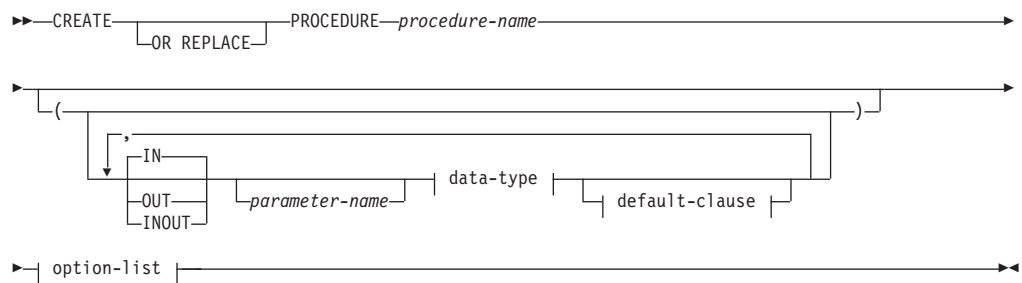 CREATE OR REPLACE PROCEDURE procedure-name
( )
,
IN
OUT
INOUT
parameter-name
data-type
default-clause
option-list